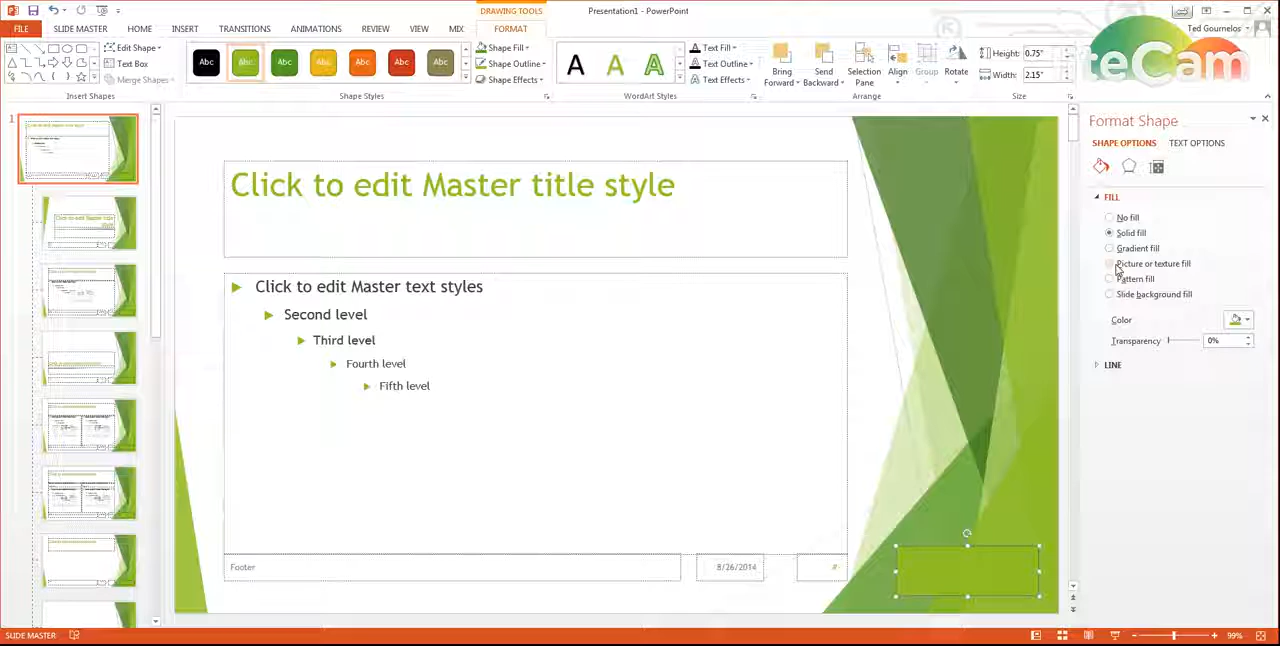 DRAWING TOOLS
Presentation1 - PowerPoint
FILE SLIDE MASTER HOME INSERT TRANSITIONS ANIMATIONS REVIEW VIEW MIX FORMAT
Ted Gournelos
Edit Shape
Text Box
Merge Shapes
Insert Shapes
Abc Abc Abc Abc Abc Abc Abc
Shape Fill
Shape Outline
Shape Effects
Shape Styles
A A A
Text Fill
Text Outline
Text Effects
WordArt Styles
Bring Forward
Send Backward
Selection Pane
Align
Group
Rotate
Arrange
Height: 0.75"
Width: 2.15"
Size
iteCam
1
Click to edit Master title style
Click to edit Master text styles
Second level
Third level
Fourth level
Fifth level
Footer
8/26/2014
#
Format Shape
SHAPE OPTIONS TEXT OPTIONS
FILL
No fill
Solid fill
Gradient fill
Picture or texture fill
Pattern fill
Slide background fill
Color
Transparency 0%
LINE
SLIDE MASTER
99%